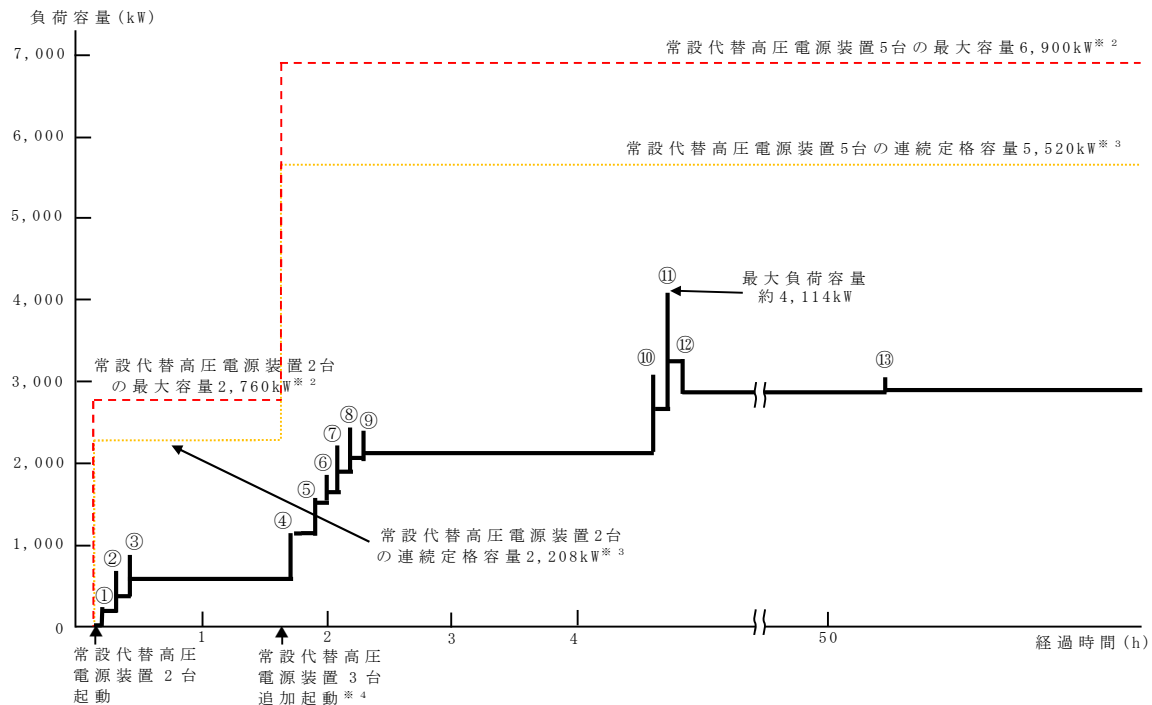 負荷容量(kW)
7,000
常設代替高圧電源装置5台の最大容量6,900kW※2
6,000
常設代替高圧電源装置5台の連続定格容量5,520kW※3
5,000
⑪
最大負荷容量
約4,114kW
4,000
⑩
⑫
⑬
常設代替高圧電源装置2台
の最大容量2,760kW※2
3,000
⑦
⑧
⑨
2,000
⑥
⑤
④
常設代替高圧電源装置2台
の連続定格容量2,208kW※3
1,000
②
③
①
0
1
2
3
4
50
経過時間(h)
常設代替高圧
電源装置2台
起動
常設代替高圧
電源装置3台
追加起動※4